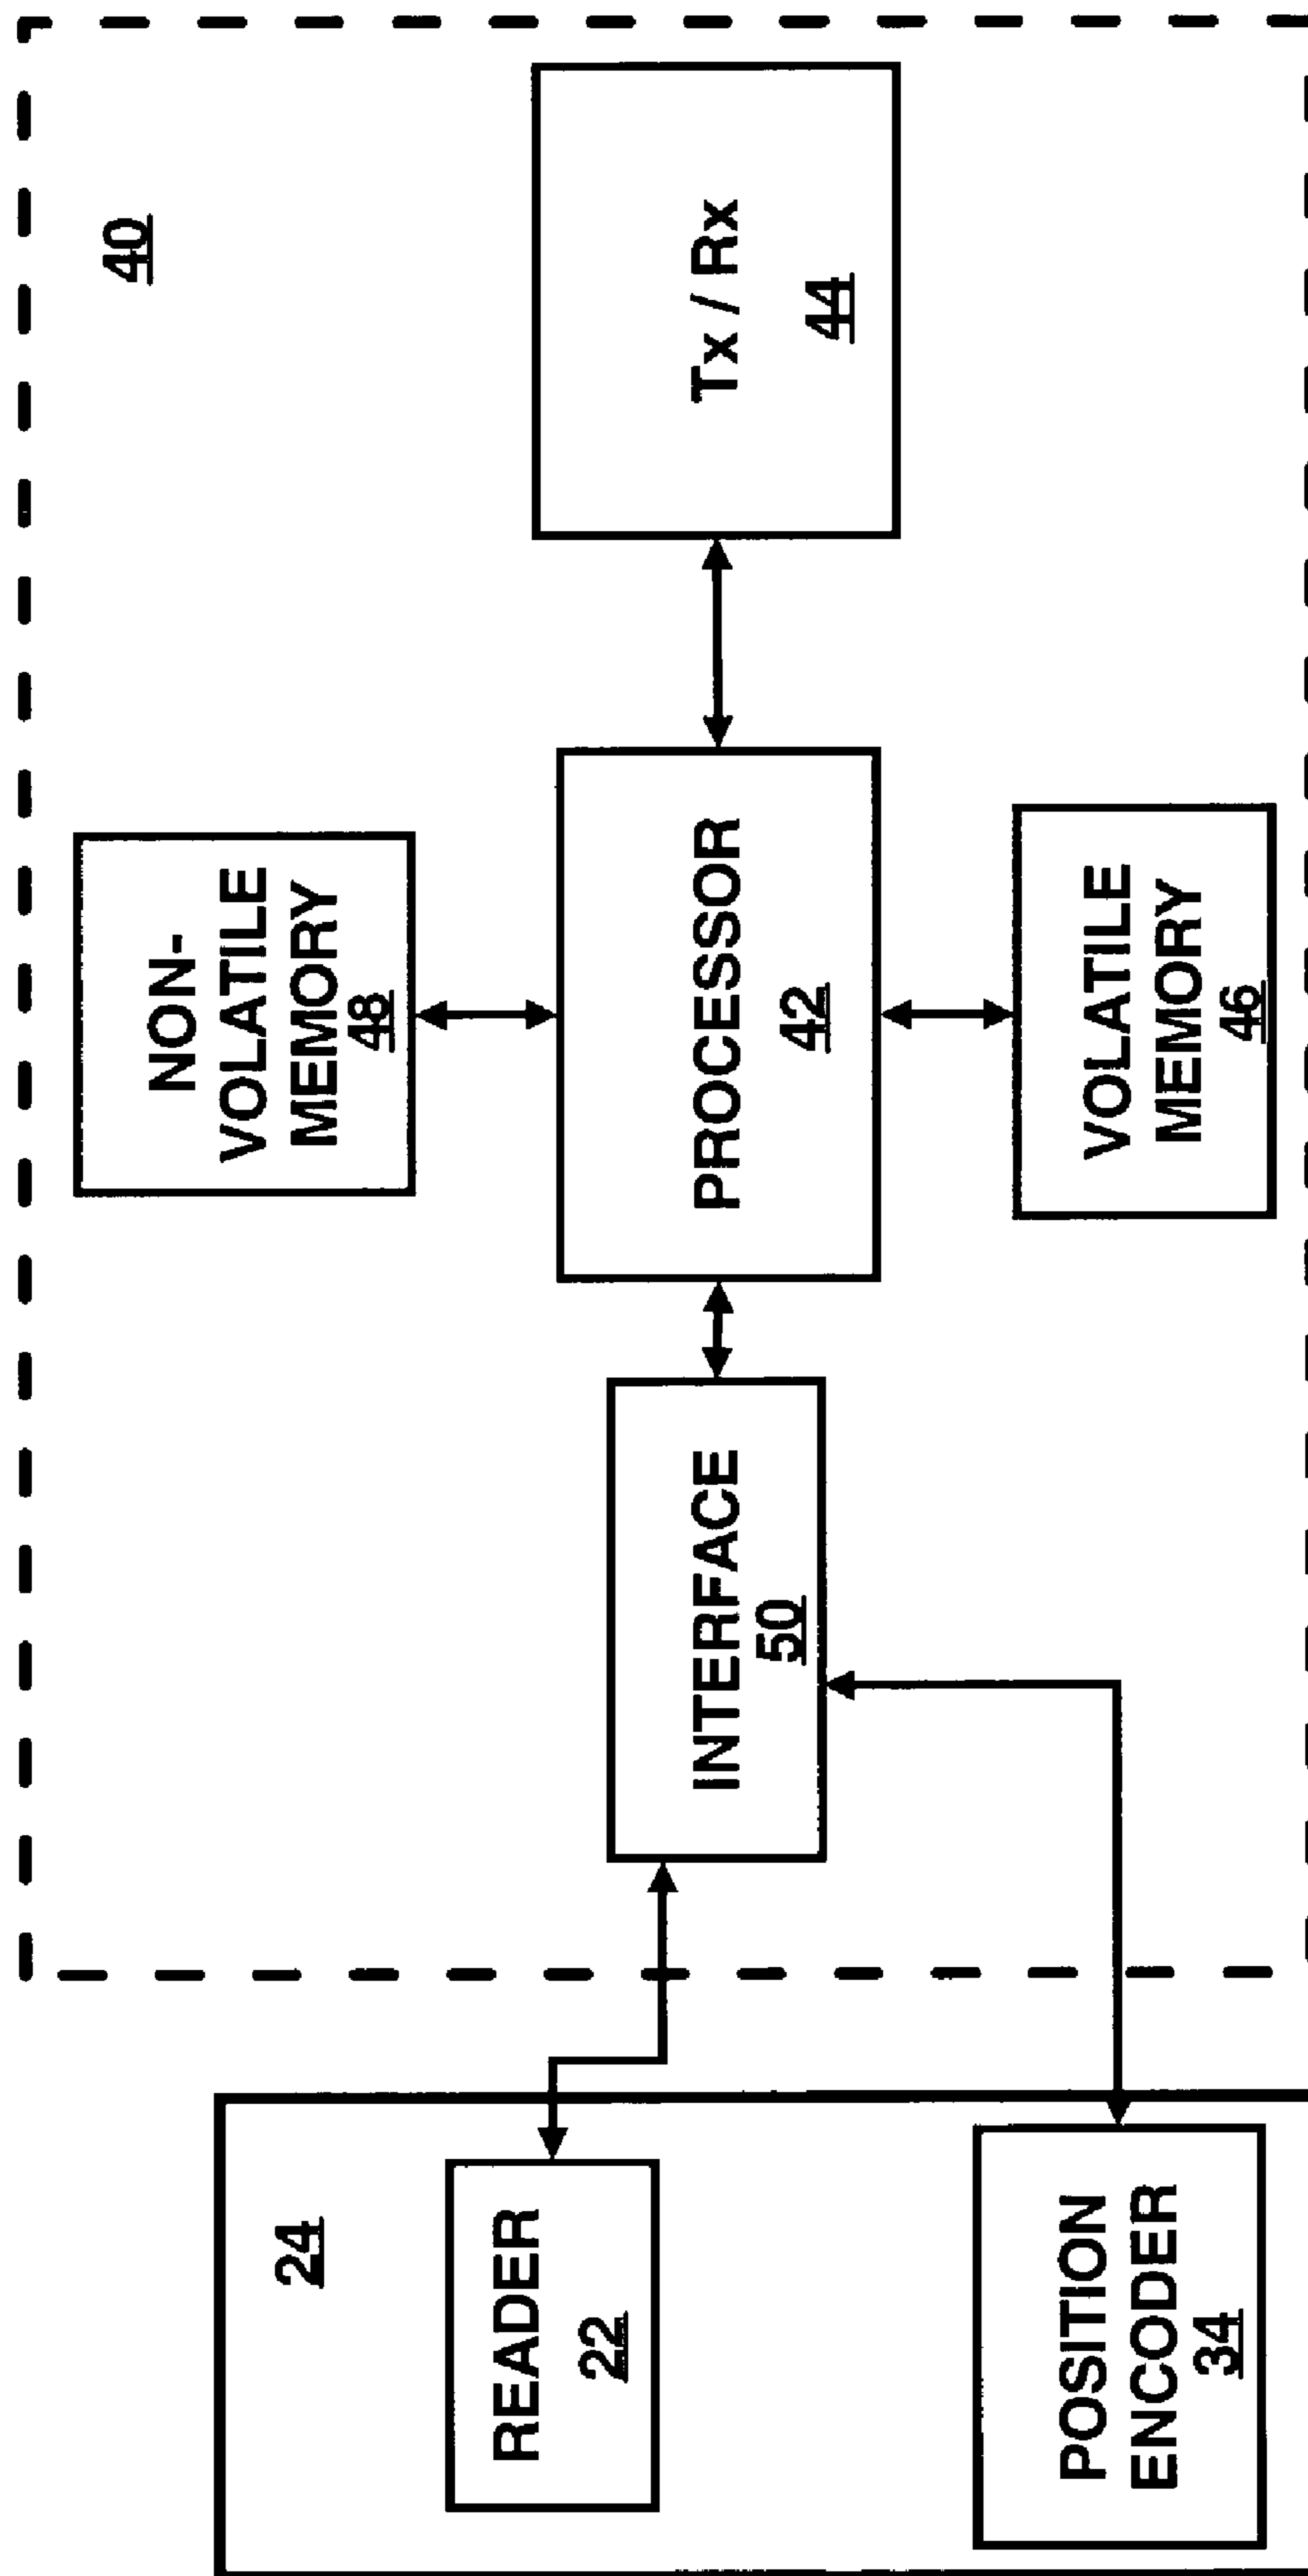 40
NON-
VOLATILE
MEMORY
48
24
READER
22
INTERFACE
50
PROCESSOR
42
Tx / Rx
44
POSITION
ENCODER
34
VOLATILE
MEMORY
46